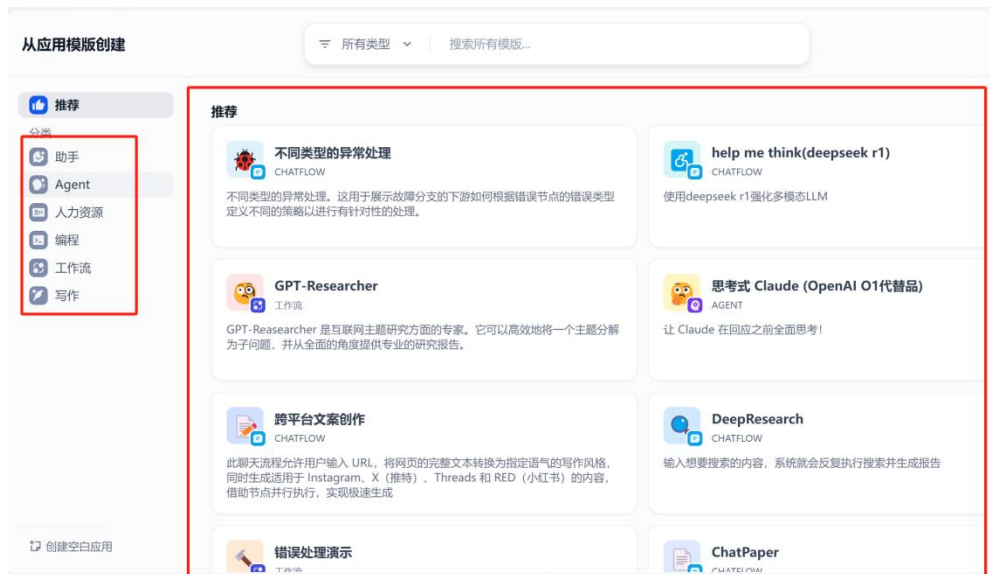 从应用模版创建
所有类型
搜索所有模版...
推荐
分类
助手
Agent
人力资源
编程
工作流
写作
创建空白应用
推荐
不同类型的异常处理
CHATFLOW
不同类型的异常处理。这用于展示故障分支的下游如何根据错误节点的错误类型
定义不同的策略以进行有针对性的处理。
help me think(deepseek r1)
CHATFLOW
使用deepseek r1强化多模态LLM
GPT-Researcher
工作流
GPT-Reasearcher 是互联网主题研究方面的专家。它可以高效地将一个主题分解
为子问题，并从全面的角度提供专业的研究报告。
思考式 Claude (OpenAI O1代替品)
AGENT
让 Claude 在回应之前全面思考！
跨平台文案创作
CHATFLOW
此聊天流程允许用户输入 URL，将网页的完整文本转换为指定语气的写作风格，
同时生成适用于 Instagram、X（推特）、Threads 和 RED（小红书）的内容，
借助节点并行执行，实现极速生成
DeepResearch
CHATFLOW
输入想要搜索的内容，系统就会反复执行搜索并生成报告
错误处理演示
工作流
ChatPaper
CHATFLOW